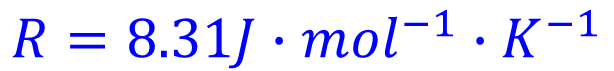 R = 8.31J · mol⁻¹ · K⁻¹